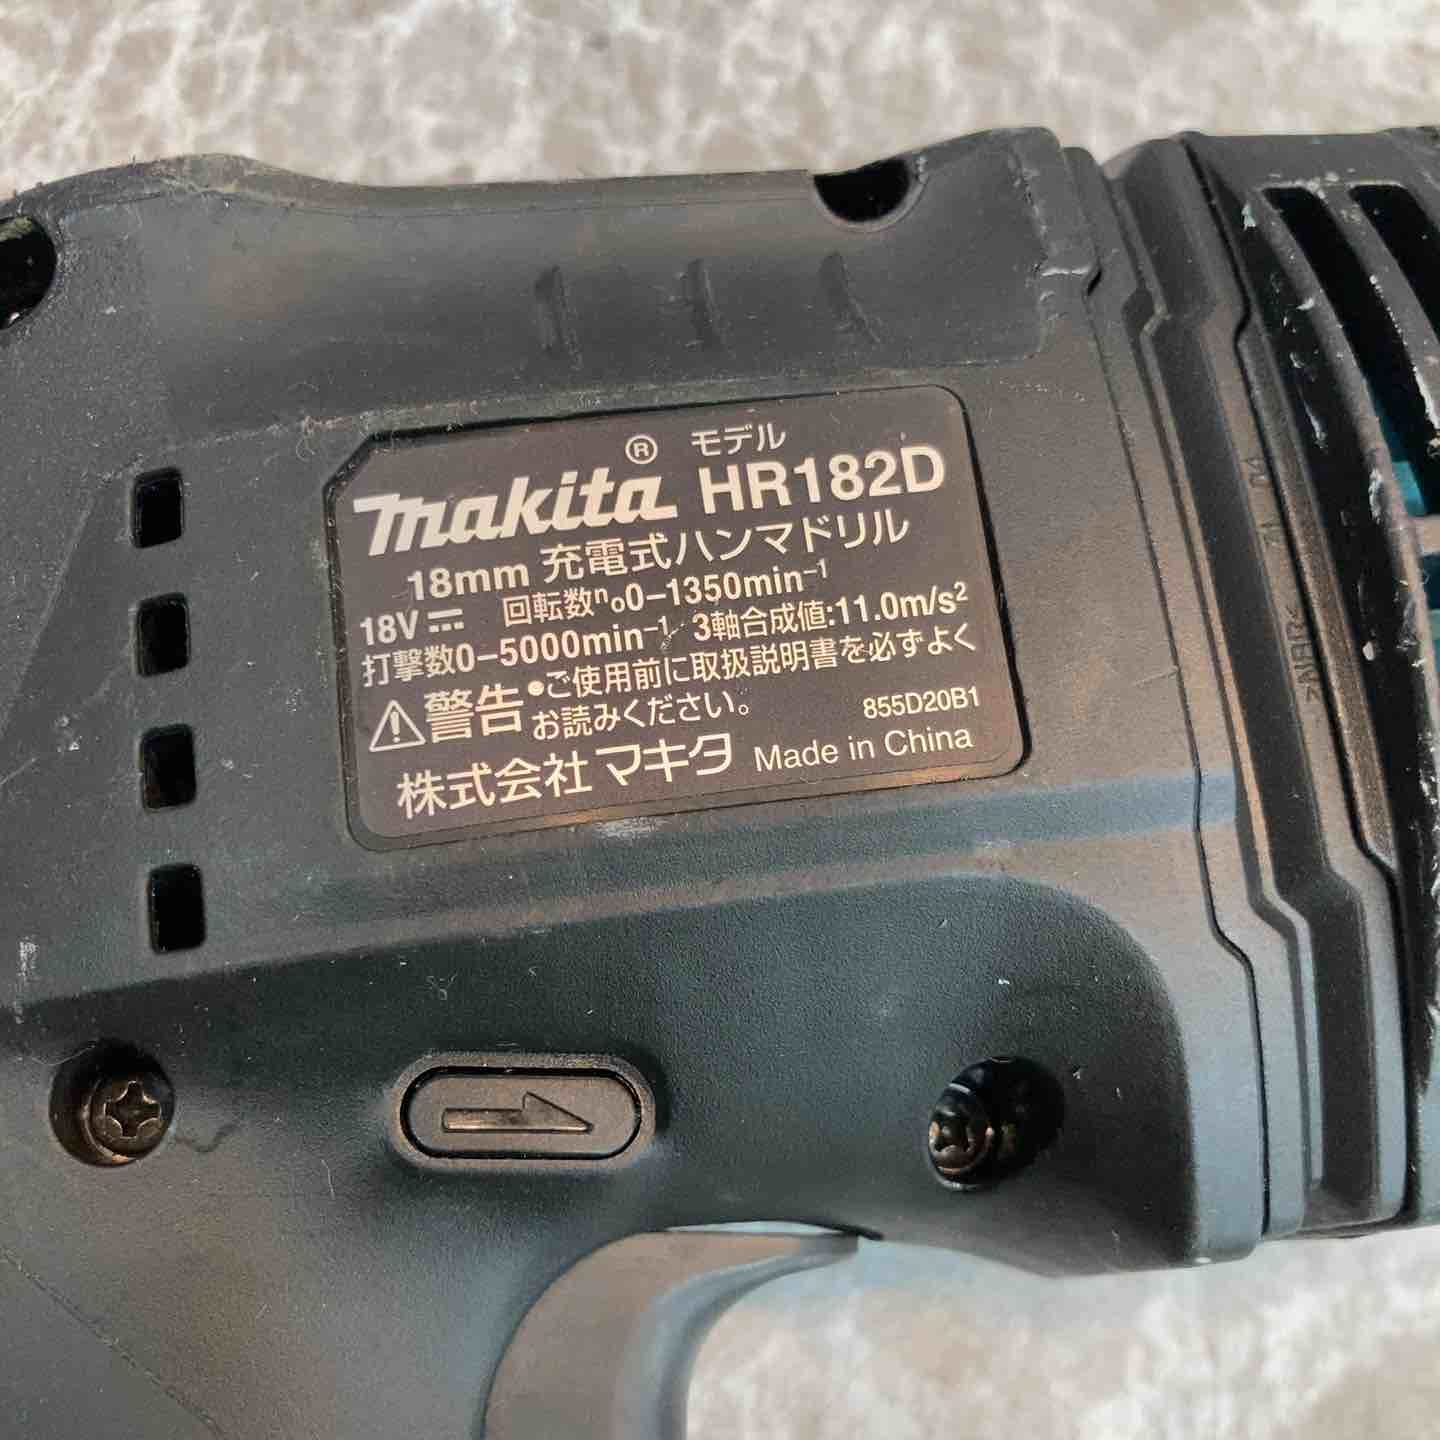 makita® モデル HR182D
18mm 充電式ハンマドリル
18V⎓ 回転数ⁿo0–1350min⁻¹
打撃数0–5000min⁻¹ 3軸合成値:11.0m/s²
⚠警告 •ご使用前に取扱説明書を必ずよく
お読みください。 855D20B1
株式会社マキタ Made in China